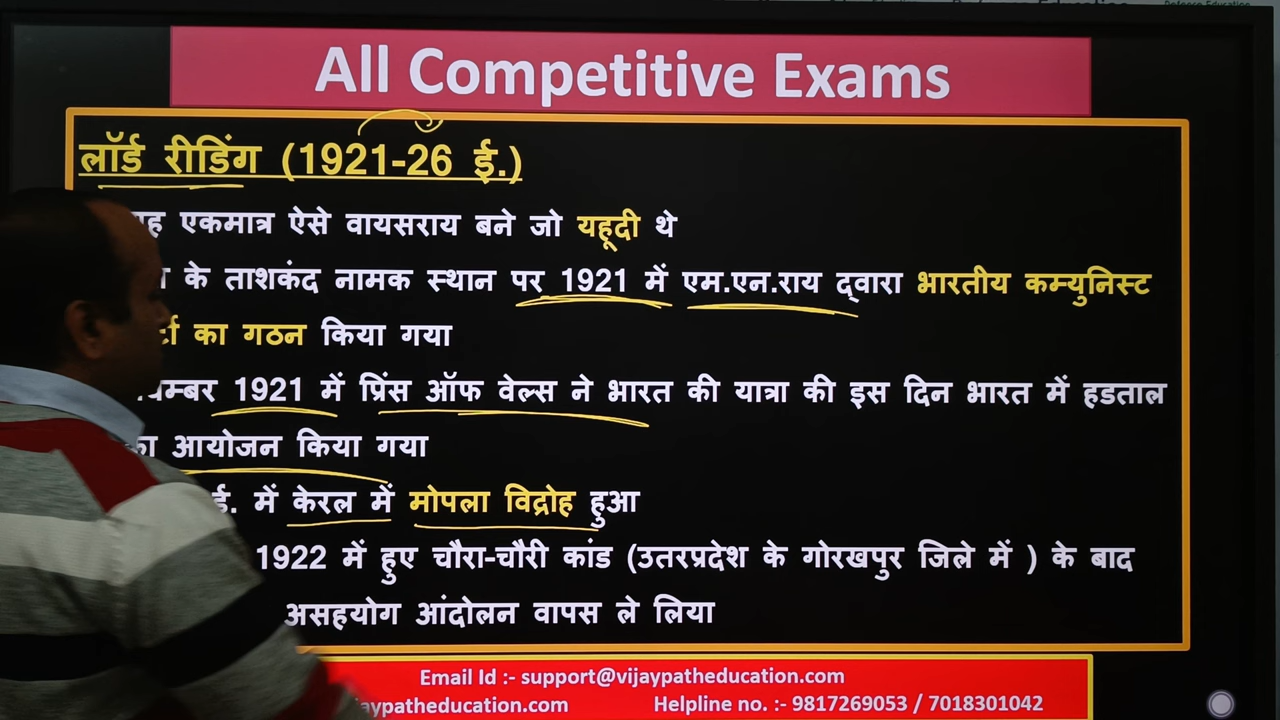 Defence Education
All Competitive Exams
लॉर्ड रीडिंग (1921-26 ई.)
एकमात्र ऐसे वायसराय बने जो यहूदी थे
के ताशकंद नामक स्थान पर 1921 में एम.एन.राय द्वारा भारतीय कम्युनिस्ट
का गठन किया गया
1921 में प्रिंस ऑफ वेल्स ने भारत की यात्रा की इस दिन भारत में हडताल
आयोजन किया गया
ई. में केरल में मोपला विद्रोह हुआ
1922 में हुए चौरा-चौरी कांड (उतरप्रदेश के गोरखपुर जिले में ) के बाद
असहयोग आंदोलन वापस ले लिया
Email Id :- support@vijaypatheducation.com
aypatheducation.com Helpline no. :- 9817269053 / 7018301042